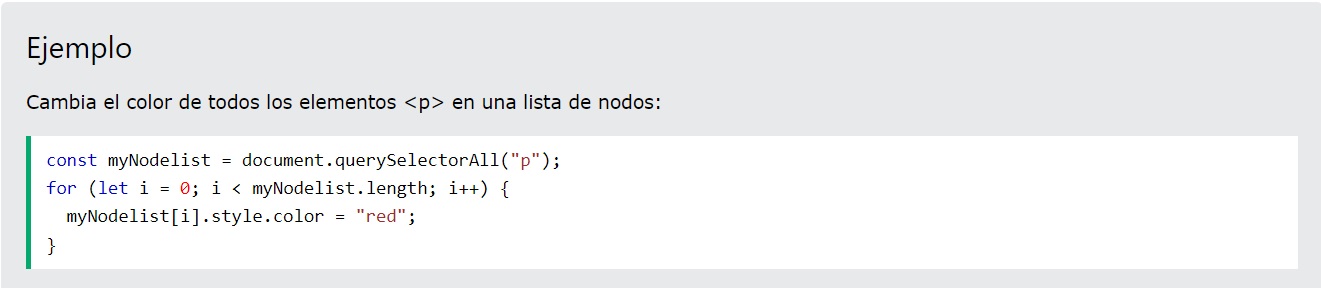 Ejemplo
Cambia el color de todos los elementos <p> en una lista de nodos:
const myNodelist = document.querySelectorAll("p");
for (let i = 0; i < myNodelist.length; i++) {
  myNodelist[i].style.color = "red";
}